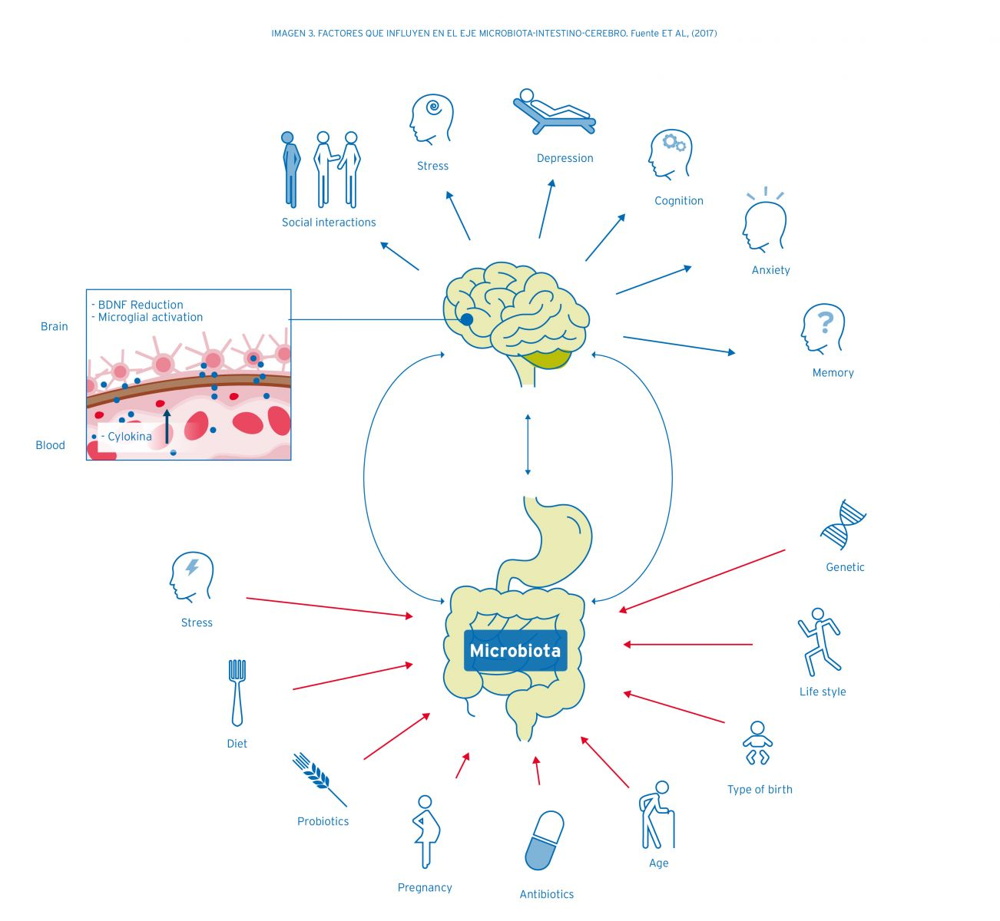 IMAGEN 3. FACTORES QUE INFLUYEN EN EL EJE MICROBIOTA-INTESTINO-CEREBRO. Fuente ET AL, (2017)
Stress
Depression
Cognition
Social interactions
Anxiety
- BDNF Reduction
- Microglial activation
Brain
Memory
- Cylokina
Blood
Genetic
Stress
Microbiota
Life style
Diet
Type of birth
Probiotics
Age
Pregnancy
Antibiotics